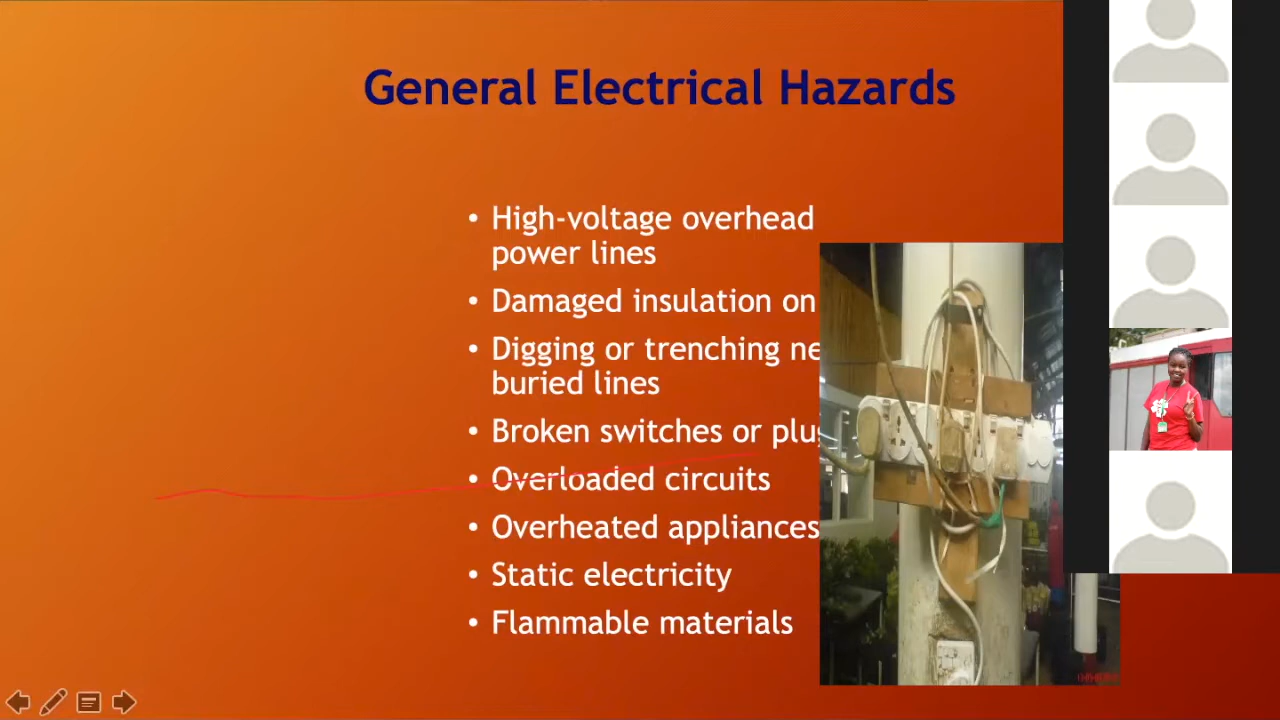 General Electrical Hazards
• High-voltage overhead
power lines
• Damaged insulation on
• Digging or trenching ne
buried lines
• Broken switches or plu
• Overloaded circuits
• Overheated appliances
• Static electricity
• Flammable materials